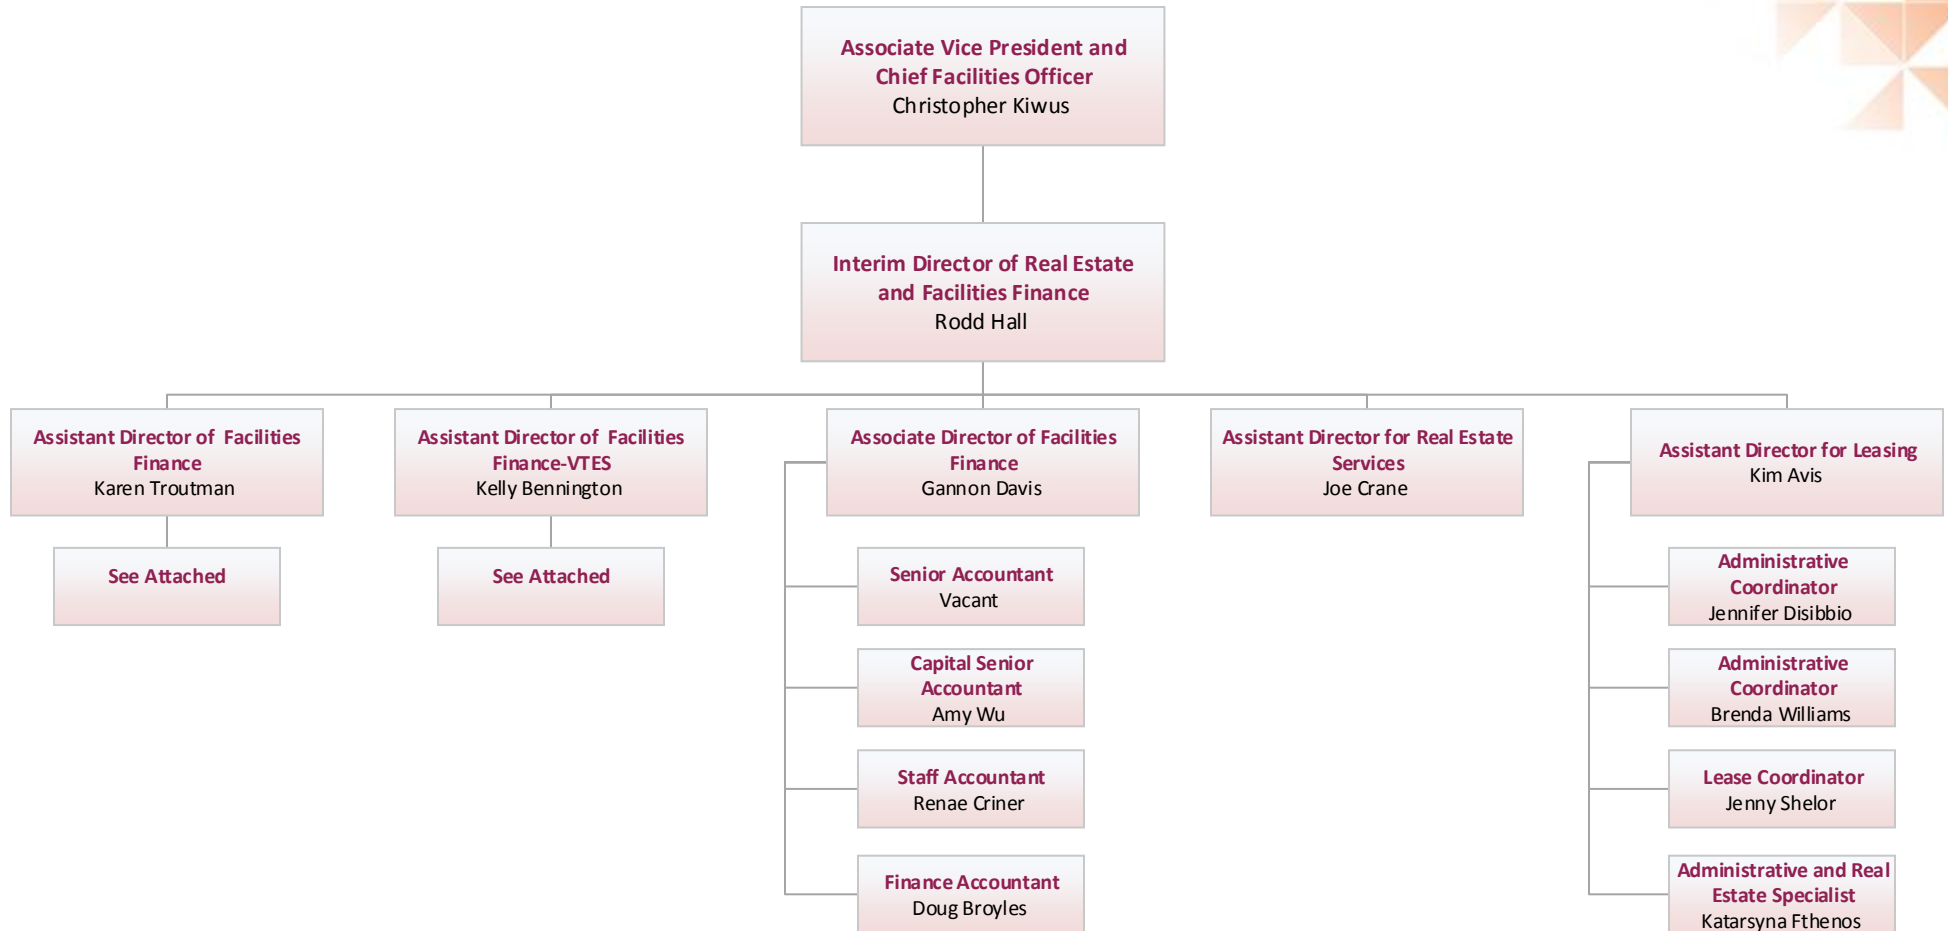 Associate Vice President and
Chief Facilities Officer
Christopher Kiwus
Interim Director of Real Estate
and Facilities Finance
Rodd Hall
Assistant Director of Facilities
Finance
Karen Troutman
See Attached
Assistant Director of Facilities
Finance-VTES
Kelly Bennington
See Attached
Associate Director of Facilities
Finance
Gannon Davis
Senior Accountant
Vacant
Capital Senior
Accountant
Amy Wu
Staff Accountant
Renae Criner
Finance Accountant
Doug Broyles
Assistant Director for Real Estate
Services
Joe Crane
Assistant Director for Leasing
Kim Avis
Administrative
Coordinator
Jennifer Disibbio
Administrative
Coordinator
Brenda Williams
Lease Coordinator
Jenny Shelor
Administrative and Real
Estate Specialist
Katarsyna Fthenos